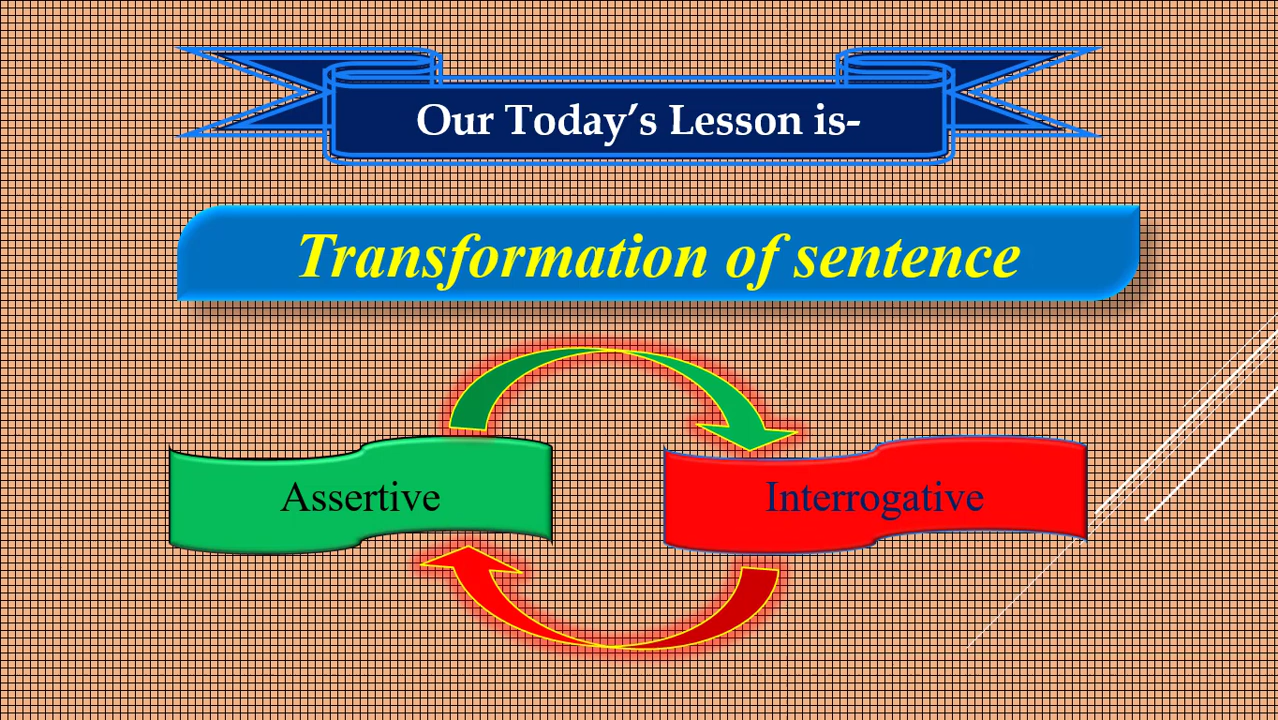 Our Today’s Lesson is-
Transformation of sentence
Assertive
Interrogative